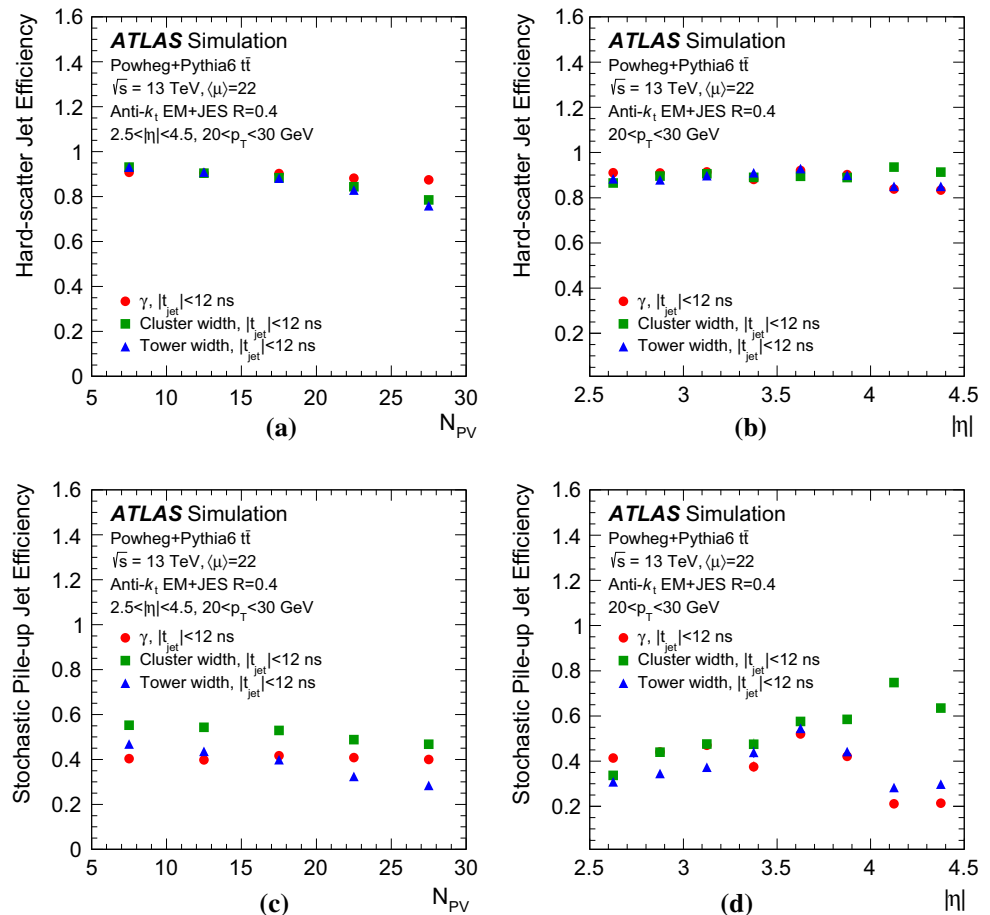 Hard-scatter Jet Efficiency
1.6
1.4
1.2
1
0.8
0.6
0.4
0.2
0
ATLAS Simulation
Powheg+Pythia6 tt̄
√s = 13 TeV, ⟨μ⟩=22
Anti-kt EM+JES R=0.4
2.5<|η|<4.5, 20<pT<30 GeV
γ, |tjet|<12 ns
Cluster width, |tjet|<12 ns
Tower width, |tjet|<12 ns
5 10 15 20 25 30
NPV
(a)
Hard-scatter Jet Efficiency
1.6
1.4
1.2
1
0.8
0.6
0.4
0.2
ATLAS Simulation
Powheg+Pythia6 tt̄
√s = 13 TeV, ⟨μ⟩=22
Anti-kt EM+JES R=0.4
20<pT<30 GeV
γ, |tjet|<12 ns
Cluster width, |tjet|<12 ns
Tower width, |tjet|<12 ns
2.5 3 3.5 4 4.5
|η|
(b)
Stochastic Pile-up Jet Efficiency
1.6
1.4
1.2
1
0.8
0.6
0.4
0.2
0
ATLAS Simulation
Powheg+Pythia6 tt̄
√s = 13 TeV, ⟨μ⟩=22
Anti-kt EM+JES R=0.4
2.5<|η|<4.5, 20<pT<30 GeV
γ, |tjet|<12 ns
Cluster width, |tjet|<12 ns
Tower width, |tjet|<12 ns
5 10 15 20 25 30
NPV
(c)
Stochastic Pile-up Jet Efficiency
1.6
1.4
1.2
1
0.8
0.6
0.4
0.2
ATLAS Simulation
Powheg+Pythia6 tt̄
√s = 13 TeV, ⟨μ⟩=22
Anti-kt EM+JES R=0.4
20<pT<30 GeV
γ, |tjet|<12 ns
Cluster width, |tjet|<12 ns
Tower width, |tjet|<12 ns
2.5 3 3.5 4 4.5
|η|
(d)